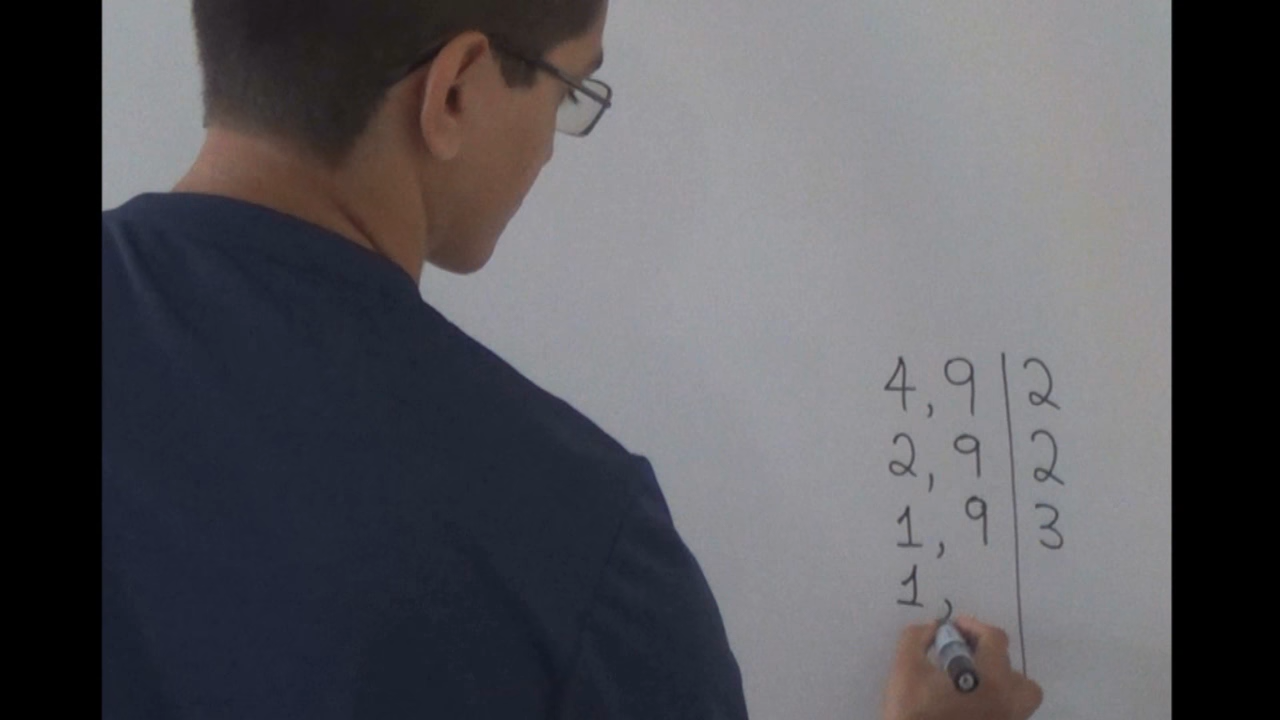 4, 9 | 2
2, 9 | 2
1, 9 | 3
1,